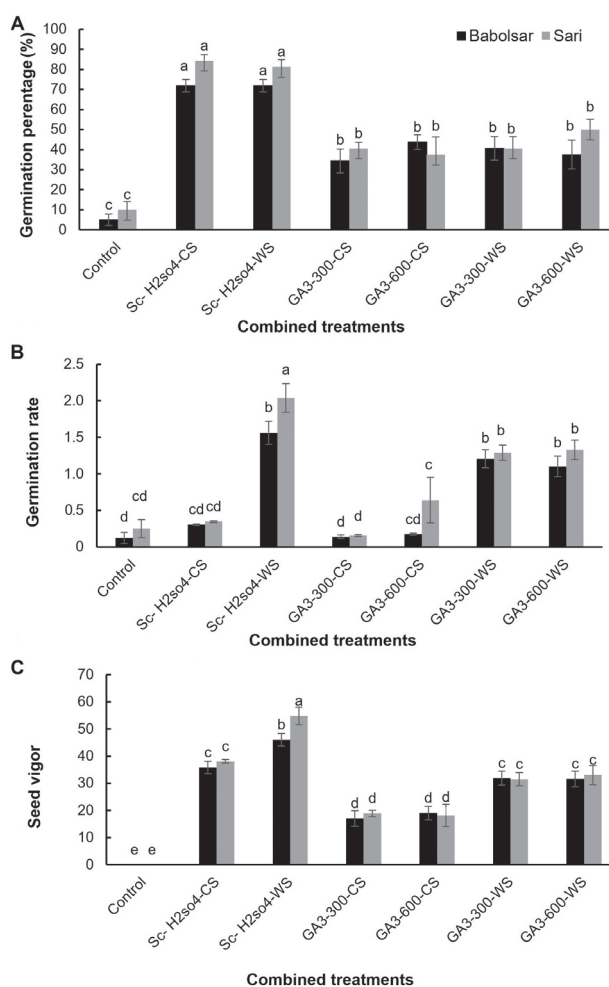 A
Babolsar Sari
Germination perentage (%)
100
90
80
70
60
50
40
30
20
10
0
c c a a a a b b b b b b b b
Control
Sc- H2so4-CS
Sc- H2so4-WS
GA3-300-CS
GA3-600-CS
GA3-300-WS
GA3-600-WS
Combined treatments
B
Germination rate
2.5
2.0
1.5
1.0
0.5
0
d cd cd cd b a d d cd c b b b b
Control
Sc- H2so4-CS
Sc- H2so4-WS
GA3-300-CS
GA3-600-CS
GA3-300-WS
GA3-600-WS
Combined treatments
C
Seed vigor
70
60
50
40
30
20
10
0
e e c c b a d d d d c c c c
Control
Sc- H2so4-CS
Sc- H2so4-WS
GA3-300-CS
GA3-600-CS
GA3-300-WS
GA3-600-WS
Combined treatments